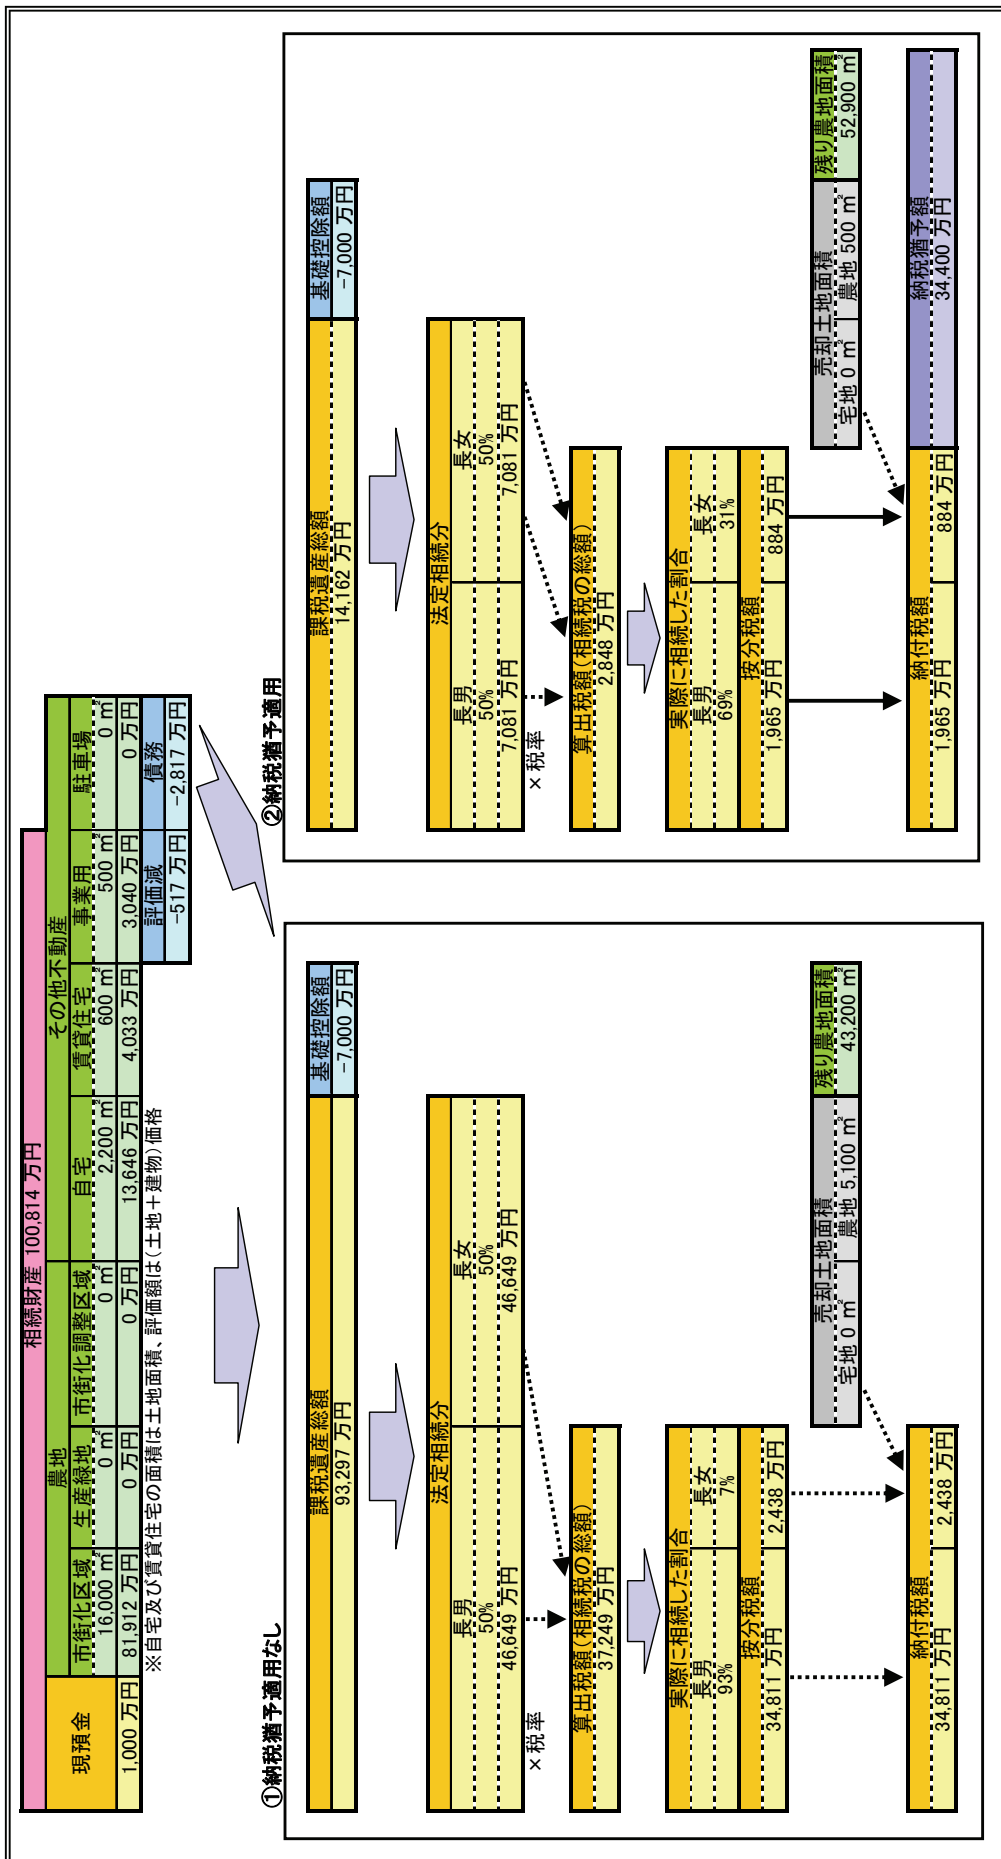 相続財産 100,814 万円
現預金 農地 その他不動産
市街化区域 生産緑地 市街化調整区域 自宅 賃貸住宅 事業用 駐車場
16,000 ㎡ 0 ㎡ 0 ㎡ 2,200 ㎡ 600 ㎡ 500 ㎡ 0 ㎡
1,000 万円 81,912 万円 0 万円 0 万円 13,646 万円 4,033 万円 3,040 万円 0 万円
※自宅及び賃貸住宅の面積は土地面積、評価額は(土地＋建物)価格
評価減 債務
-517 万円 -2,817 万円
①納税猶予適用なし
課税遺産総額 基礎控除額
93,297 万円 -7,000 万円
法定相続分
長男 長女
50% 50%
46,649 万円 46,649 万円
×税率
算出税額(相続税の総額)
37,249 万円
実際に相続した割合
長男 長女
93% 7%
按分税額
34,811 万円 2,438 万円
売却土地面積 残り農地面積
宅地 0 ㎡ 農地 5,100 ㎡ 43,200 ㎡
納付税額
34,811 万円 2,438 万円
②納税猶予適用
課税遺産総額 基礎控除額
14,162 万円 -7,000 万円
法定相続分
長男 長女
50% 50%
7,081 万円 7,081 万円
×税率
算出税額(相続税の総額)
2,848 万円
実際に相続した割合
長男 長女
69% 31%
按分税額
1,965 万円 884 万円
売却土地面積 残り農地面積
宅地 0 ㎡ 農地 500 ㎡ 52,900 ㎡
納付税額 納税猶予額
1,965 万円 884 万円 34,400 万円